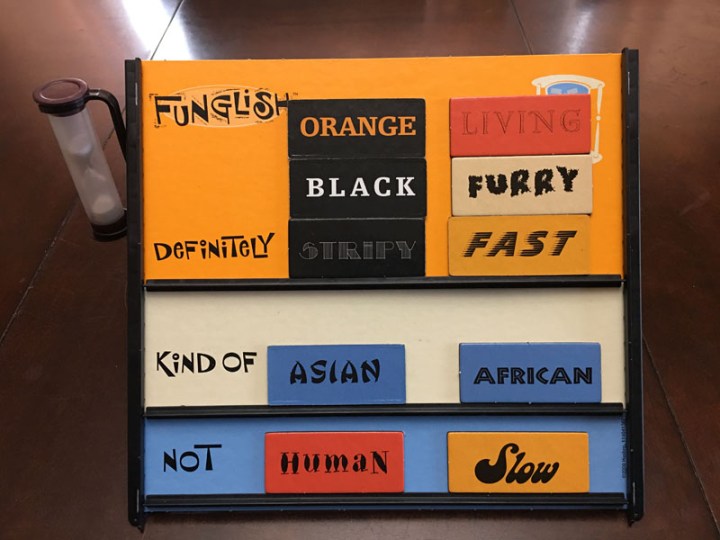 FUNGLISH
ORANGE LIVING
BLACK FURRY
DEFINITELY STRIPY FAST
KIND OF ASIAN AFRICAN
NOT HUMAN Slow